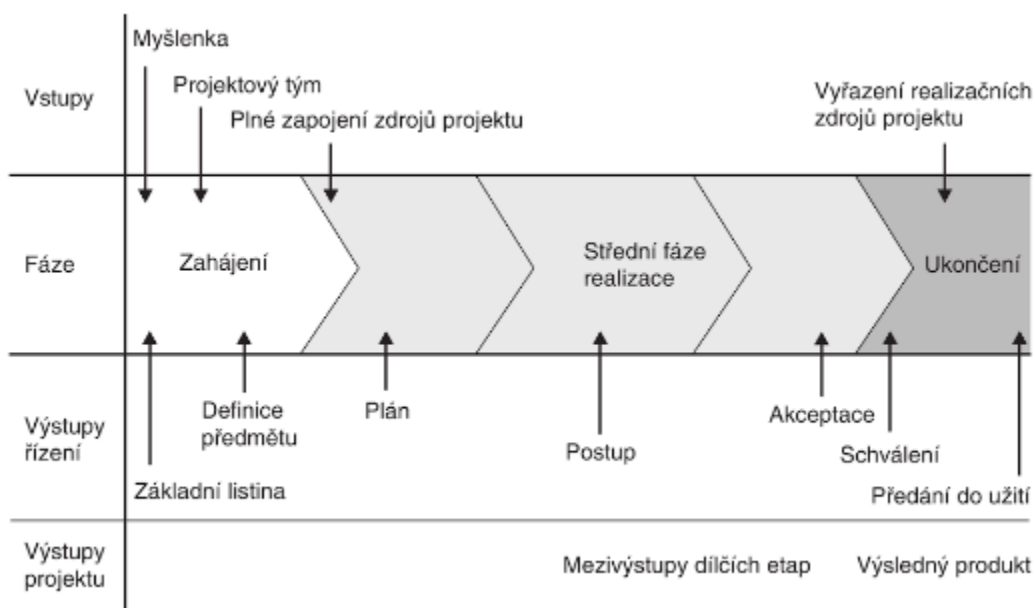 Myšlenka
Vstupy
Projektový tým
Plné zapojení zdrojů projektu
Vyřazení realizačních
zdrojů projektu
Fáze
Zahájení
Střední fáze
realizace
Ukončení
Výstupy
řízení
Základní listina
Definice
předmětu
Plán
Postup
Akceptace
Schválení
Předání do užití
Výstupy
projektu
Mezivýstupy dílčích etap
Výsledný produkt